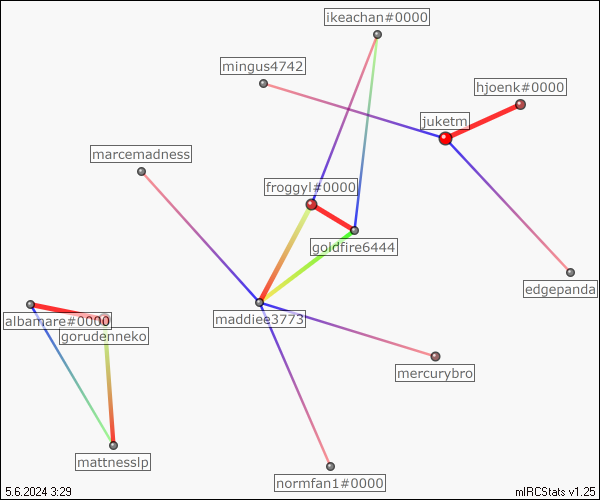 ikeachan#0000
mingus4742
hjoenk#0000
juketm
marcemadness
froggyl#0000
goldfire6444
edgepanda
maddiee3773
albamare#0000
gorudenneko
mercurybro
mattnesslp
normfan1#0000
5.6.2024 3:29
mIRCStats v1.25